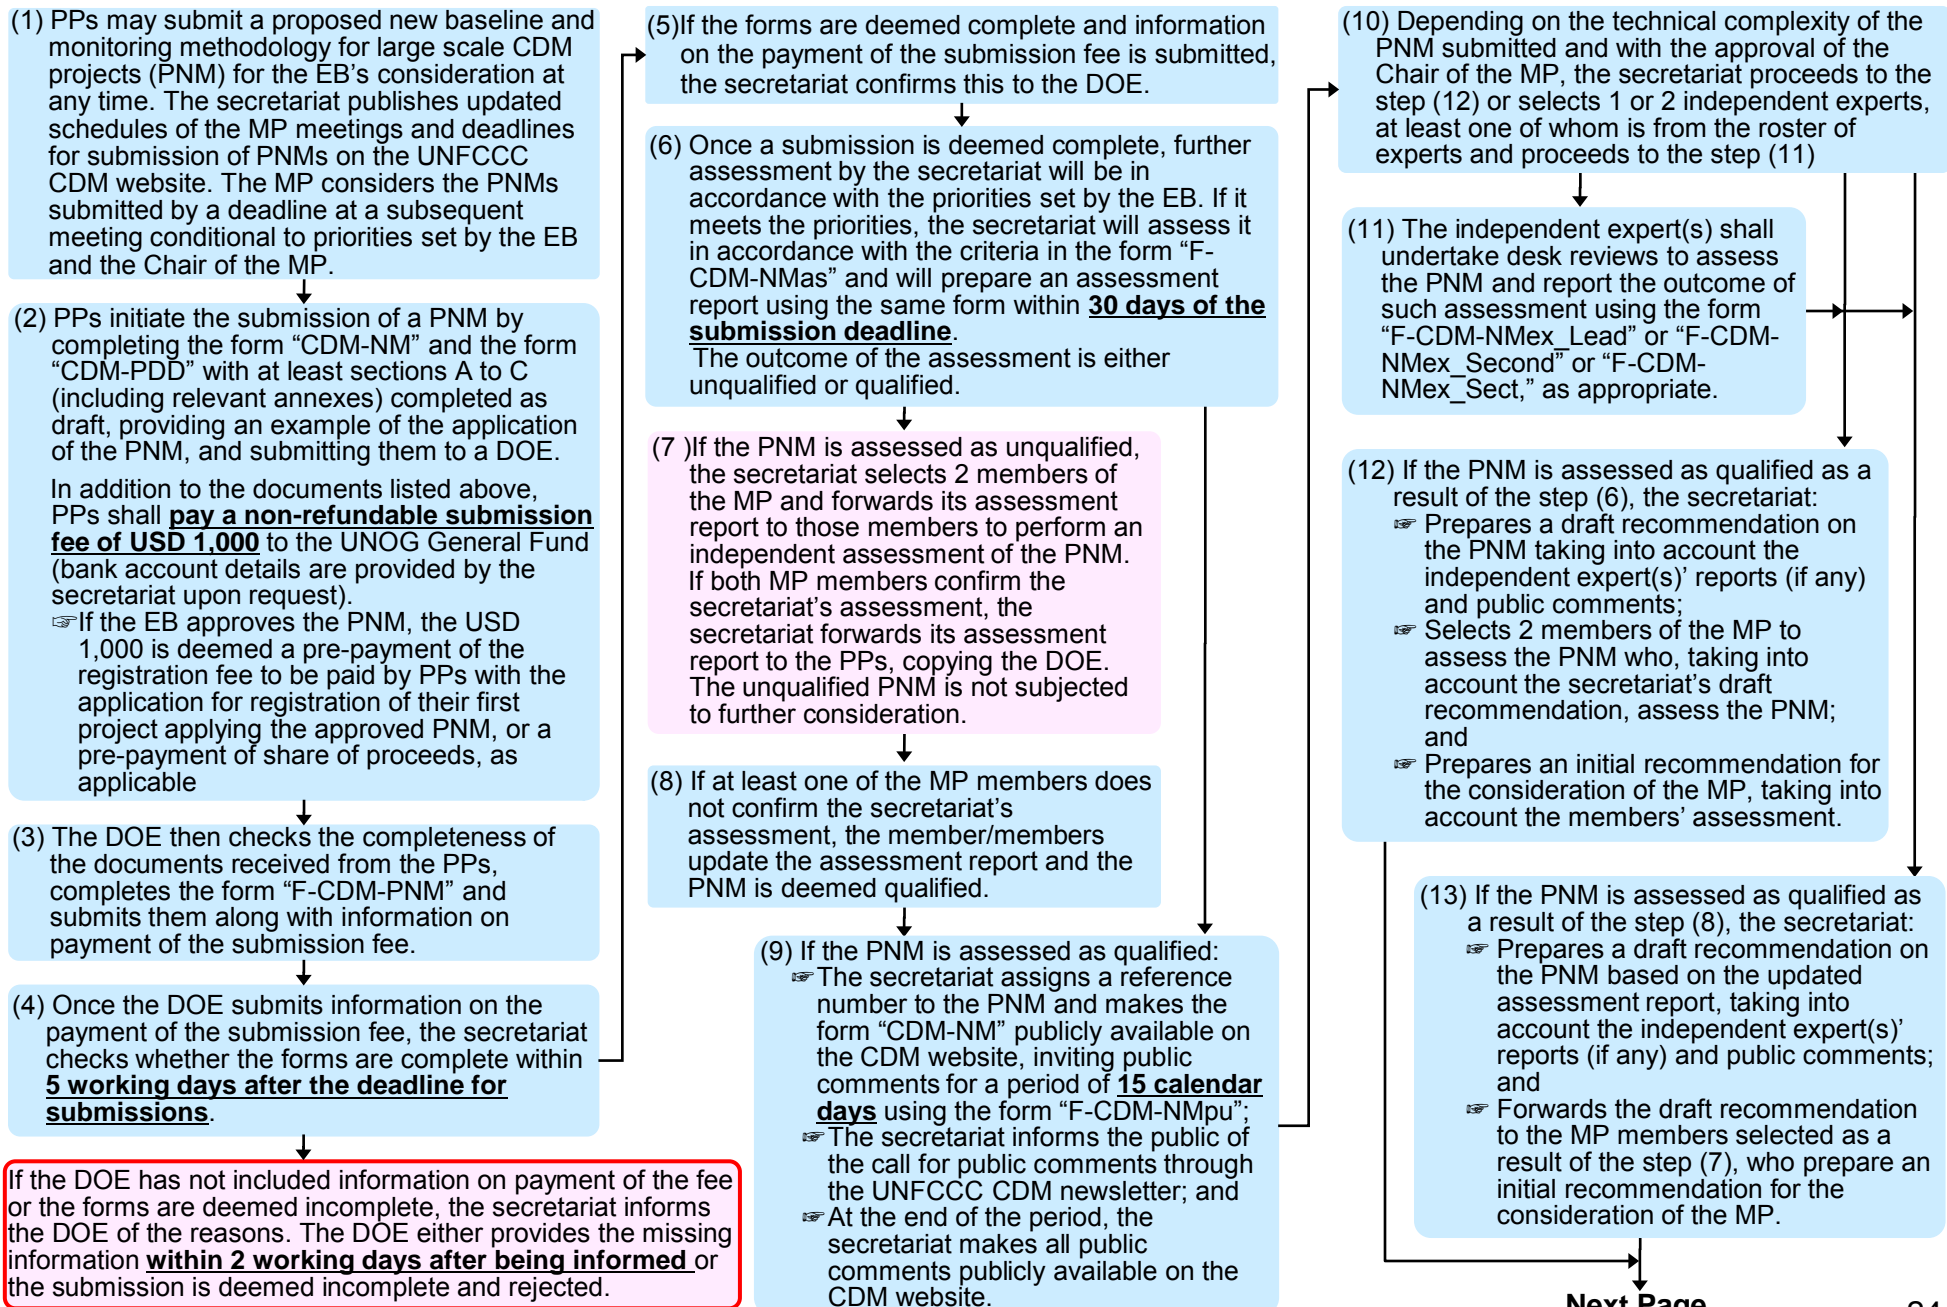 (1) PPs may submit a proposed new baseline and
monitoring methodology for large scale CDM
projects (PNM) for the EB’s consideration at
any time. The secretariat publishes updated
schedules of the MP meetings and deadlines
for submission of PNMs on the UNFCCC
CDM website. The MP considers the PNMs
submitted by a deadline at a subsequent
meeting conditional to priorities set by the EB
and the Chair of the MP.
(2) PPs initiate the submission of a PNM by
completing the form “CDM-NM” and the form
“CDM-PDD” with at least sections A to C
(including relevant annexes) completed as
draft, providing an example of the application
of the PNM, and submitting them to a DOE.
In addition to the documents listed above,
PPs shall pay a non-refundable submission
fee of USD 1,000 to the UNOG General Fund
(bank account details are provided by the
secretariat upon request).
☞If the EB approves the PNM, the USD
1,000 is deemed a pre-payment of the
registration fee to be paid by PPs with the
application for registration of their first
project applying the approved PNM, or a
pre-payment of share of proceeds, as
applicable
(3) The DOE then checks the completeness of
the documents received from the PPs,
completes the form “F-CDM-PNM” and
submits them along with information on
payment of the submission fee.
(4) Once the DOE submits information on the
payment of the submission fee, the secretariat
checks whether the forms are complete within
5 working days after the deadline for
submissions.
If the DOE has not included information on payment of the fee
or the forms are deemed incomplete, the secretariat informs
the DOE of the reasons. The DOE either provides the missing
information within 2 working days after being informed or
the submission is deemed incomplete and rejected.
(5)If the forms are deemed complete and information
on the payment of the submission fee is submitted,
the secretariat confirms this to the DOE.
(6) Once a submission is deemed complete, further
assessment by the secretariat will be in
accordance with the priorities set by the EB. If it
meets the priorities, the secretariat will assess it
in accordance with the criteria in the form “F-
CDM-NMas” and will prepare an assessment
report using the same form within 30 days of the
submission deadline.
The outcome of the assessment is either
unqualified or qualified.
(7 )If the PNM is assessed as unqualified,
the secretariat selects 2 members of
the MP and forwards its assessment
report to those members to perform an
independent assessment of the PNM.
If both MP members confirm the
secretariat’s assessment, the
secretariat forwards its assessment
report to the PPs, copying the DOE.
The unqualified PNM is not subjected
to further consideration.
(8) If at least one of the MP members does
not confirm the secretariat’s
assessment, the member/members
update the assessment report and the
PNM is deemed qualified.
(9) If the PNM is assessed as qualified:
☞The secretariat assigns a reference
number to the PNM and makes the
form “CDM-NM” publicly available on
the CDM website, inviting public
comments for a period of 15 calendar
days using the form “F-CDM-NMpu”;
☞The secretariat informs the public of
the call for public comments through
the UNFCCC CDM newsletter; and
☞At the end of the period, the
secretariat makes all public
comments publicly available on the
CDM website.
(10) Depending on the technical complexity of the
PNM submitted and with the approval of the
Chair of the MP, the secretariat proceeds to the
step (12) or selects 1 or 2 independent experts,
at least one of whom is from the roster of
experts and proceeds to the step (11)
(11) The independent expert(s) shall
undertake desk reviews to assess
the PNM and report the outcome of
such assessment using the form
“F-CDM-NMex_Lead” or “F-CDM-
NMex_Second” or “F-CDM-
NMex_Sect,” as appropriate.
(12) If the PNM is assessed as qualified as a
result of the step (6), the secretariat:
☞ Prepares a draft recommendation on
the PNM taking into account the
independent expert(s)’ reports (if any)
and public comments;
☞ Selects 2 members of the MP to
assess the PNM who, taking into
account the secretariat’s draft
recommendation, assess the PNM;
and
☞ Prepares an initial recommendation for
the consideration of the MP, taking into
account the members’ assessment.
(13) If the PNM is assessed as qualified as
a result of the step (8), the secretariat:
☞ Prepares a draft recommendation on
the PNM based on the updated
assessment report, taking into
account the independent expert(s)’
reports (if any) and public comments;
and
☞ Forwards the draft recommendation
to the MP members selected as a
result of the step (7), who prepare an
initial recommendation for the
consideration of the MP.
Next Page